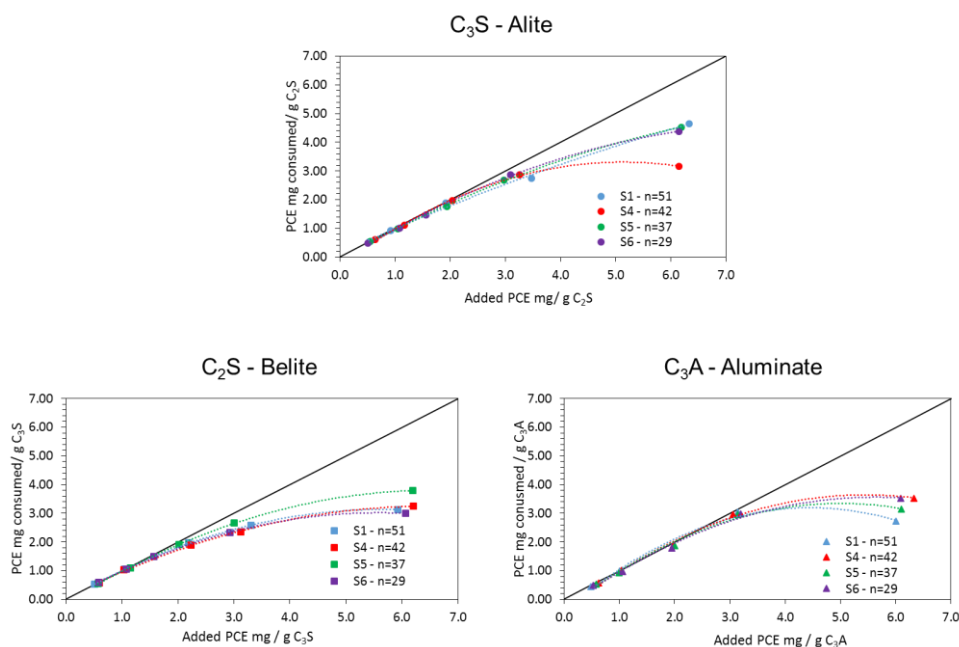 C₃S - Alite
PCE mg consumed/ g C₂S
7.00
6.00
5.00
4.00
3.00
2.00
1.00
0.00
S1 - n=51
S4 - n=42
S5 - n=37
S6 - n=29
0.0 1.0 2.0 3.0 4.0 5.0 6.0 7.0
Added PCE mg/ g C₂S
C₂S - Belite
PCE mg consumed/ g C₃S
7.00
6.00
5.00
4.00
3.00
2.00
1.00
0.00
S1 - n=51
S4 - n=42
S5 - n=37
S6 - n=29
0.0 1.0 2.0 3.0 4.0 5.0 6.0 7.0
Added PCE mg / g C₃S
C₃A - Aluminate
PCE mg conusmed / g C₃A
7.00
6.00
5.00
4.00
3.00
2.00
1.00
0.00
S1 - n=51
S4 - n=42
S5 - n=37
S6 - n=29
0.0 1.0 2.0 3.0 4.0 5.0 6.0 7.0
Added PCE mg / g C₃A